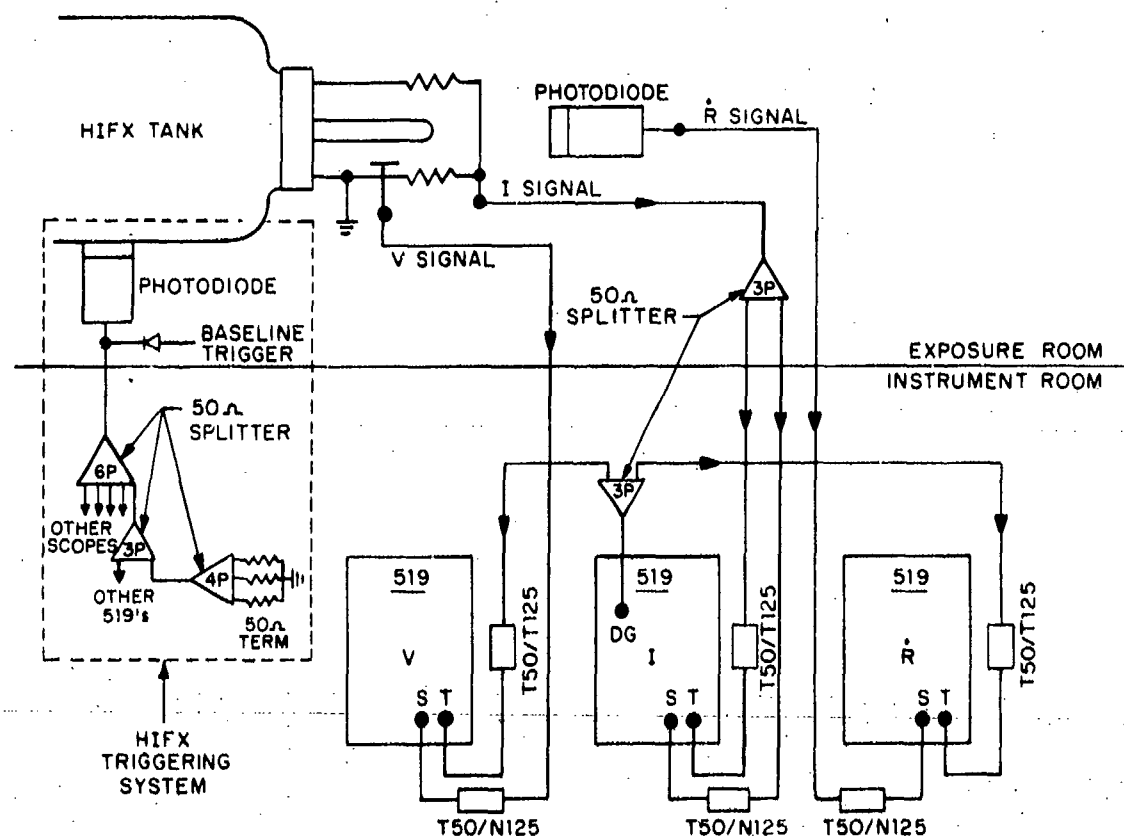 HIFX TANK
PHOTODIODE
Ṙ SIGNAL
I SIGNAL
V SIGNAL
PHOTODIODE
BASELINE
TRIGGER
50Ω
SPLITTER
3P
EXPOSURE ROOM
INSTRUMENT ROOM
50Ω
SPLITTER
6P
OTHER
SCOPES
3P
4P
OTHER
519's
50Ω
TERM
HIFX
TRIGGERING
SYSTEM
3P
519
V
S T
T50/T125
T50/N125
519
DG
I
S T
T50/T125
T50/N125
519
Ṙ
S T
T50/T125
T50/N125